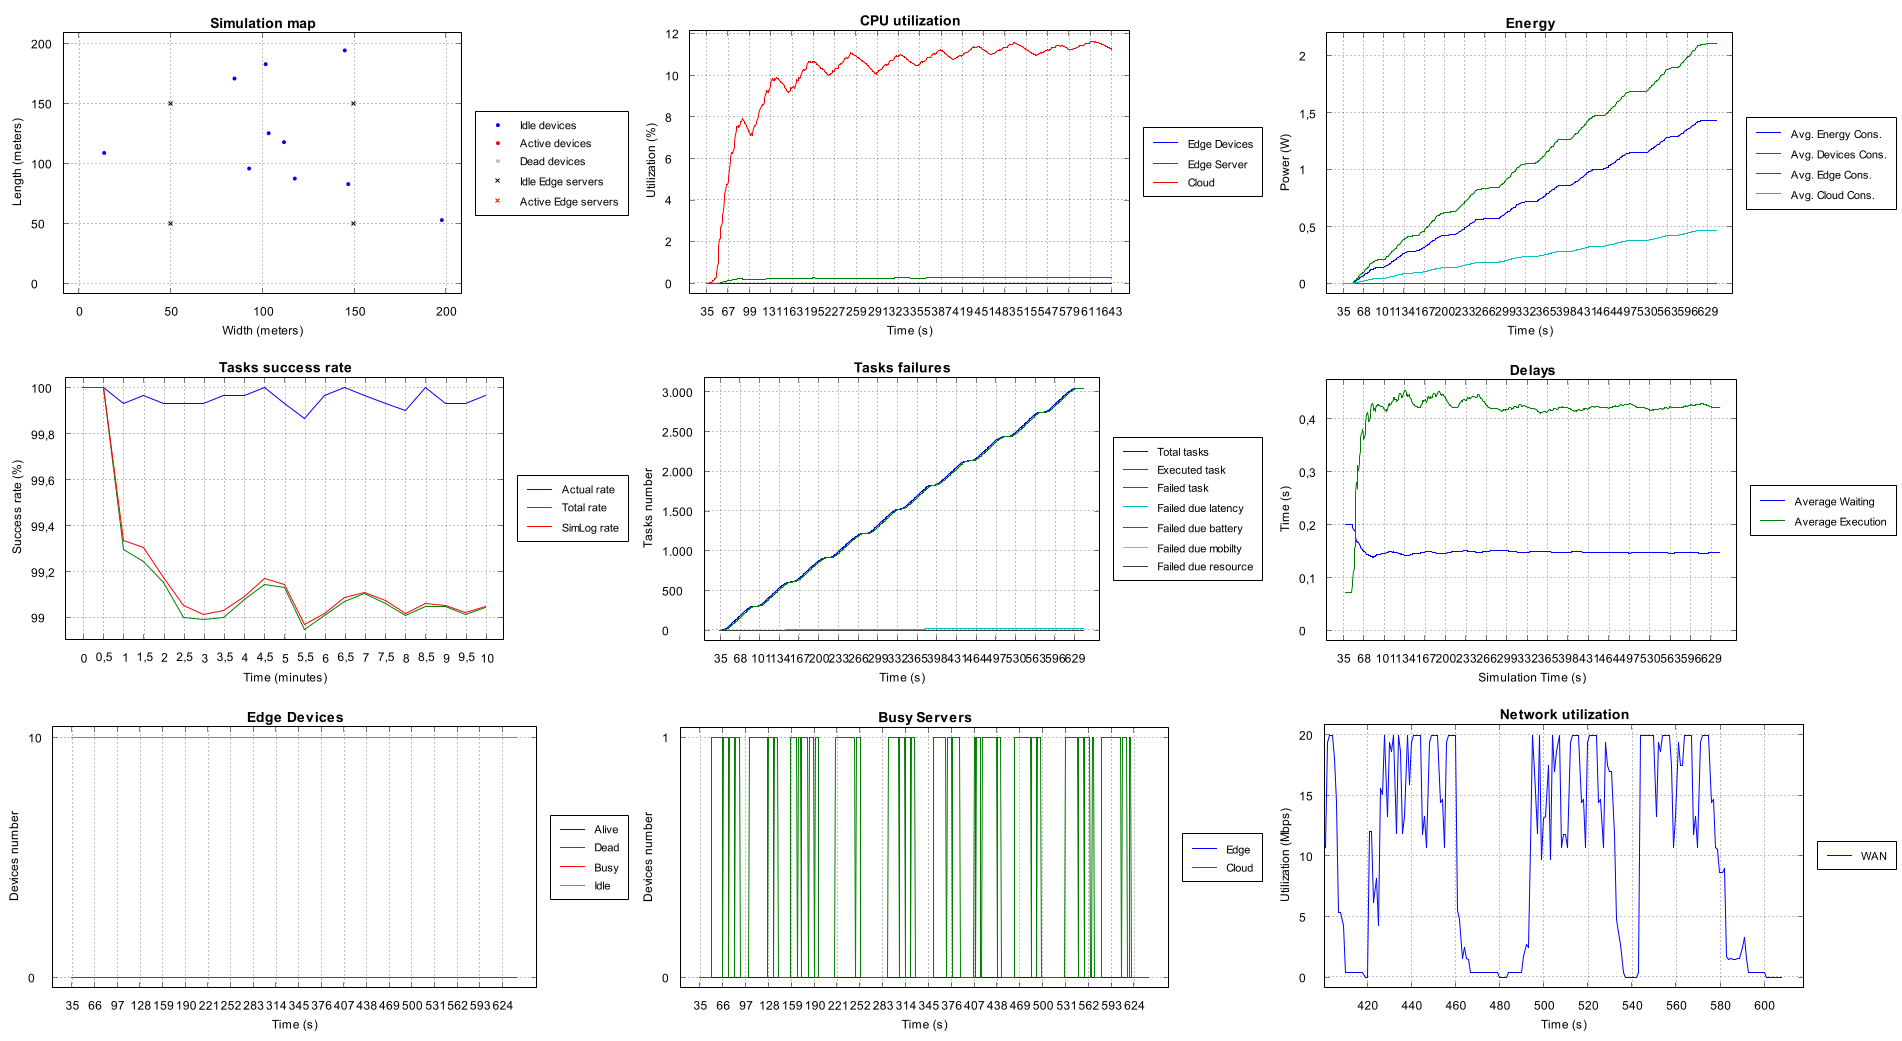 Simulation map
Length (meters)
200
150
100
50
0
0 50 100 150 200
Width (meters)
Idle devices
Active devices
Dead devices
Idle Edge servers
Active Edge servers
CPU utilization
Utilization (%)
12
10
8
6
4
2
0
35 67 99 131163195227259291323355387419451483515547579611643
Time (s)
Edge Devices
Edge Server
Cloud
Energy
Power (W)
2
1,5
1
0,5
0
35 68 101134167200233266299332365398431464497530563596629
Time (s)
Avg. Energy Cons.
Avg. Devices Cons.
Avg. Edge Cons.
Avg. Cloud Cons.
Tasks success rate
Success rate (%)
100
99,8
99,6
99,4
99,2
99
0 0,5 1 1,5 2 2,5 3 3,5 4 4,5 5 5,5 6 6,5 7 7,5 8 8,5 9 9,5 10
Time (minutes)
Actual rate
Total rate
SimLog rate
Tasks failures
Tasks number
3.000
2.500
2.000
1.500
1.000
500
0
35 68 101134167200233266299332365398431464497530563596629
Time (s)
Total tasks
Executed task
Failed task
Failed due latency
Failed due battery
Failed due mobilty
Failed due resource
Delays
Time (s)
0,4
0,3
0,2
0,1
0
35 68 101134167200233266299332365398431464497530563596629
Simulation Time (s)
Average Waiting
Average Execution
Edge Devices
Devices number
10
0
35 66 97 128 159 190 221 252 283 314 345 376 407 438 469 500 531 562 593 624
Time (s)
Alive
Dead
Busy
Idle
Busy Servers
Devices number
1
0
35 66 97 128 159 190 221 252 283 314 345 376 407 438 469 500 531 562 593 624
Time (s)
Edge
Cloud
Network utilization
Utilization (Mbps)
20
15
10
5
0
420 440 460 480 500 520 540 560 580 600
Time (s)
WAN